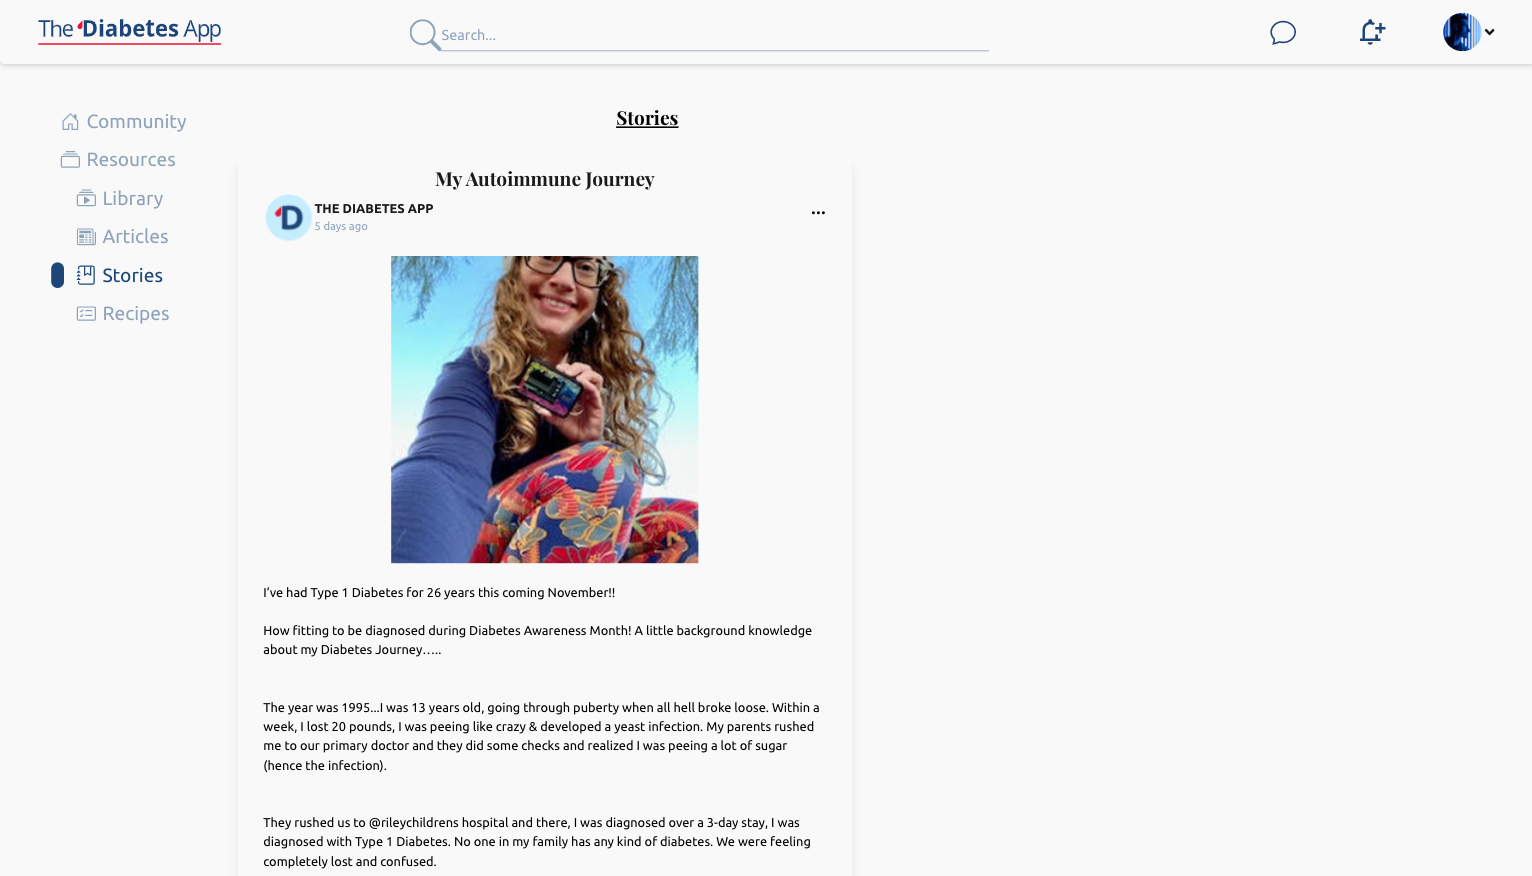 The Diabetes App
Search...
Community
Resources
Library
Articles
Stories
Recipes
Stories
My Autoimmune Journey
D
THE DIABETES APP
5 days ago
I’ve had Type 1 Diabetes for 26 years this coming November!!
How fitting to be diagnosed during Diabetes Awareness Month! A little background knowledge
about my Diabetes Journey…..
The year was 1995...I was 13 years old, going through puberty when all hell broke loose. Within a
week, I lost 20 pounds, I was peeing like crazy & developed a yeast infection. My parents rushed
me to our primary doctor and they did some checks and realized I was peeing a lot of sugar
(hence the infection).
They rushed us to @rileychildrens hospital and there, I was diagnosed over a 3-day stay, I was
diagnosed with Type 1 Diabetes. No one in my family has any kind of diabetes. We were feeling
completely lost and confused.